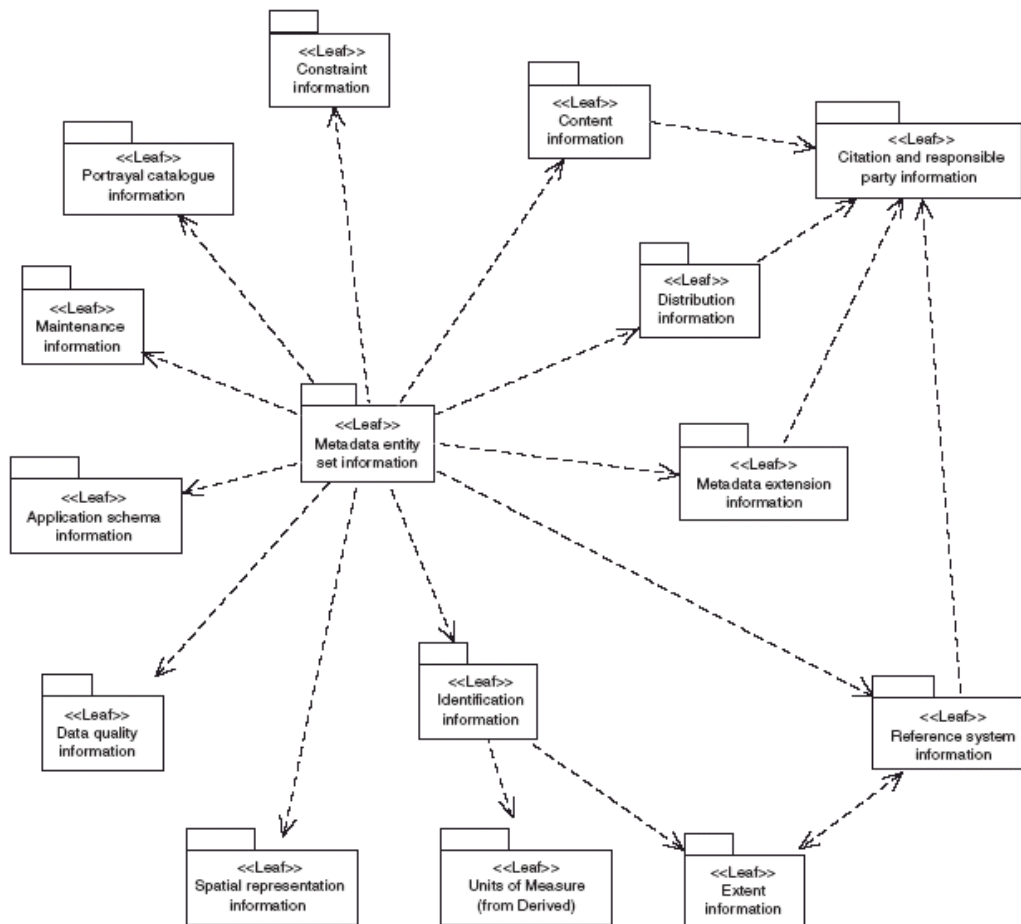 <<Leaf>>
Constraint
information
<<Leaf>>
Content
information
<<Leaf>>
Citation and responsible
party information
<<Leaf>>
Portrayal catalogue
information
<<Leaf>>
Distribution
information
<<Leaf>>
Maintenance
information
<<Leaf>>
Metadata entity
set information
<<Leaf>>
Metadata extension
information
<<Leaf>>
Application schema
information
<<Leaf>>
Identification
information
<<Leaf>>
Data quality
information
<<Leaf>>
Reference system
information
<<Leaf>>
Spatial representation
information
<<Leaf>>
Units of Measure
(from Derived)
<<Leaf>>
Extent
information